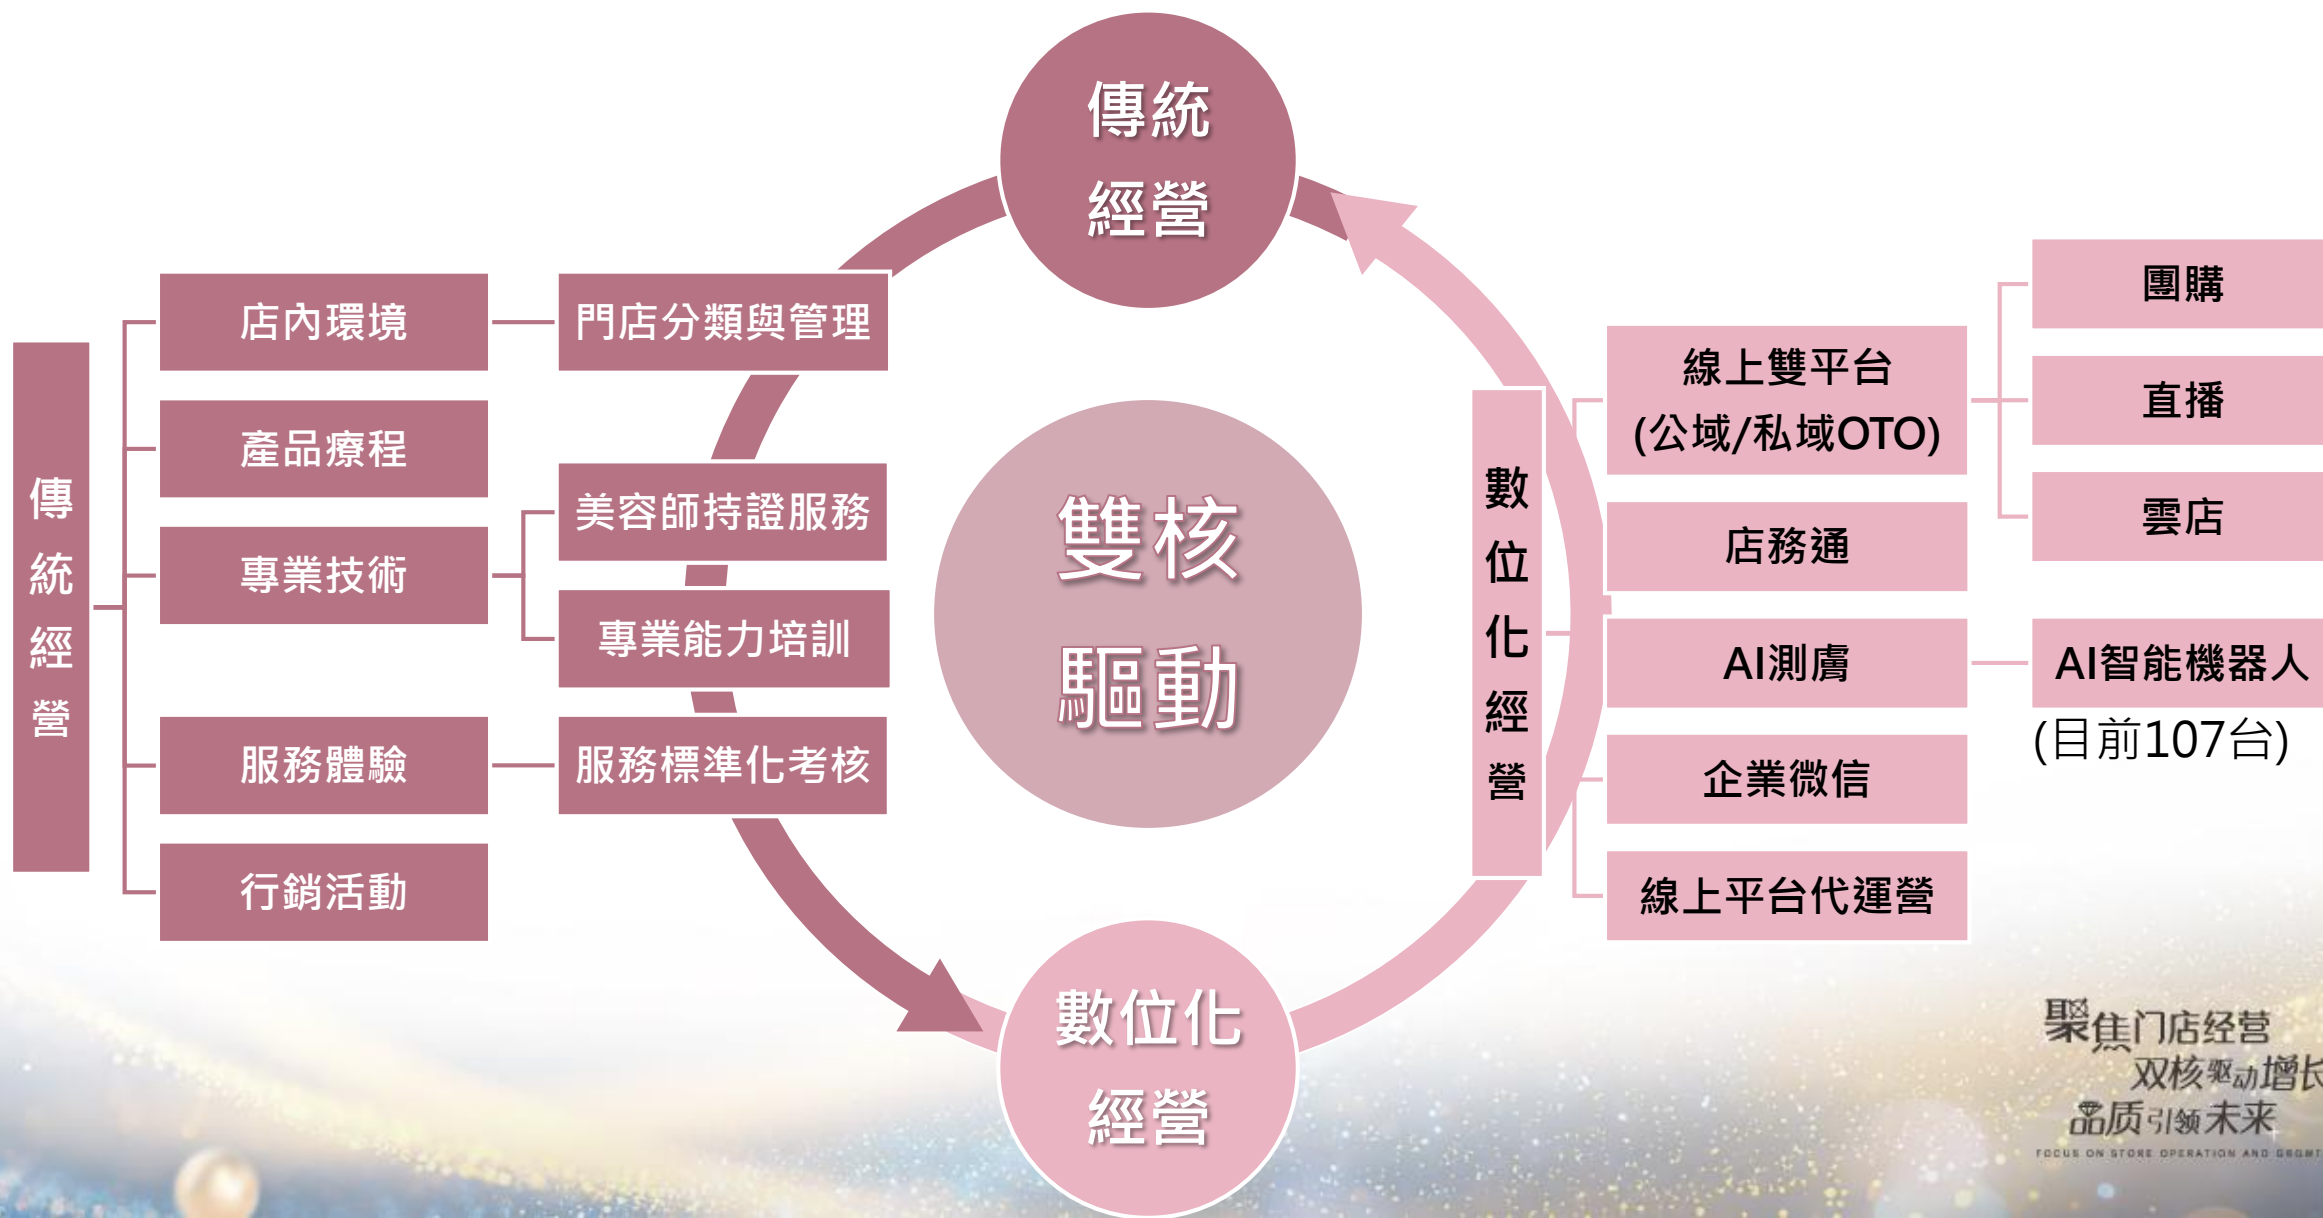 傳統
經營
雙核
驅動
數位化
經營
傳統經營
店內環境
門店分類與管理
產品療程
專業技術
美容師持證服務
專業能力培訓
服務體驗
服務標準化考核
行銷活動
數位化經營
線上雙平台
(公域/私域OTO)
團購
直播
雲店
店務通
AI測膚
AI智能機器人
(目前107台)
企業微信
線上平台代運營
聚焦门店经营
双核驱动增长
品质引领未来
FOCUS ON STORE OPERATION AND